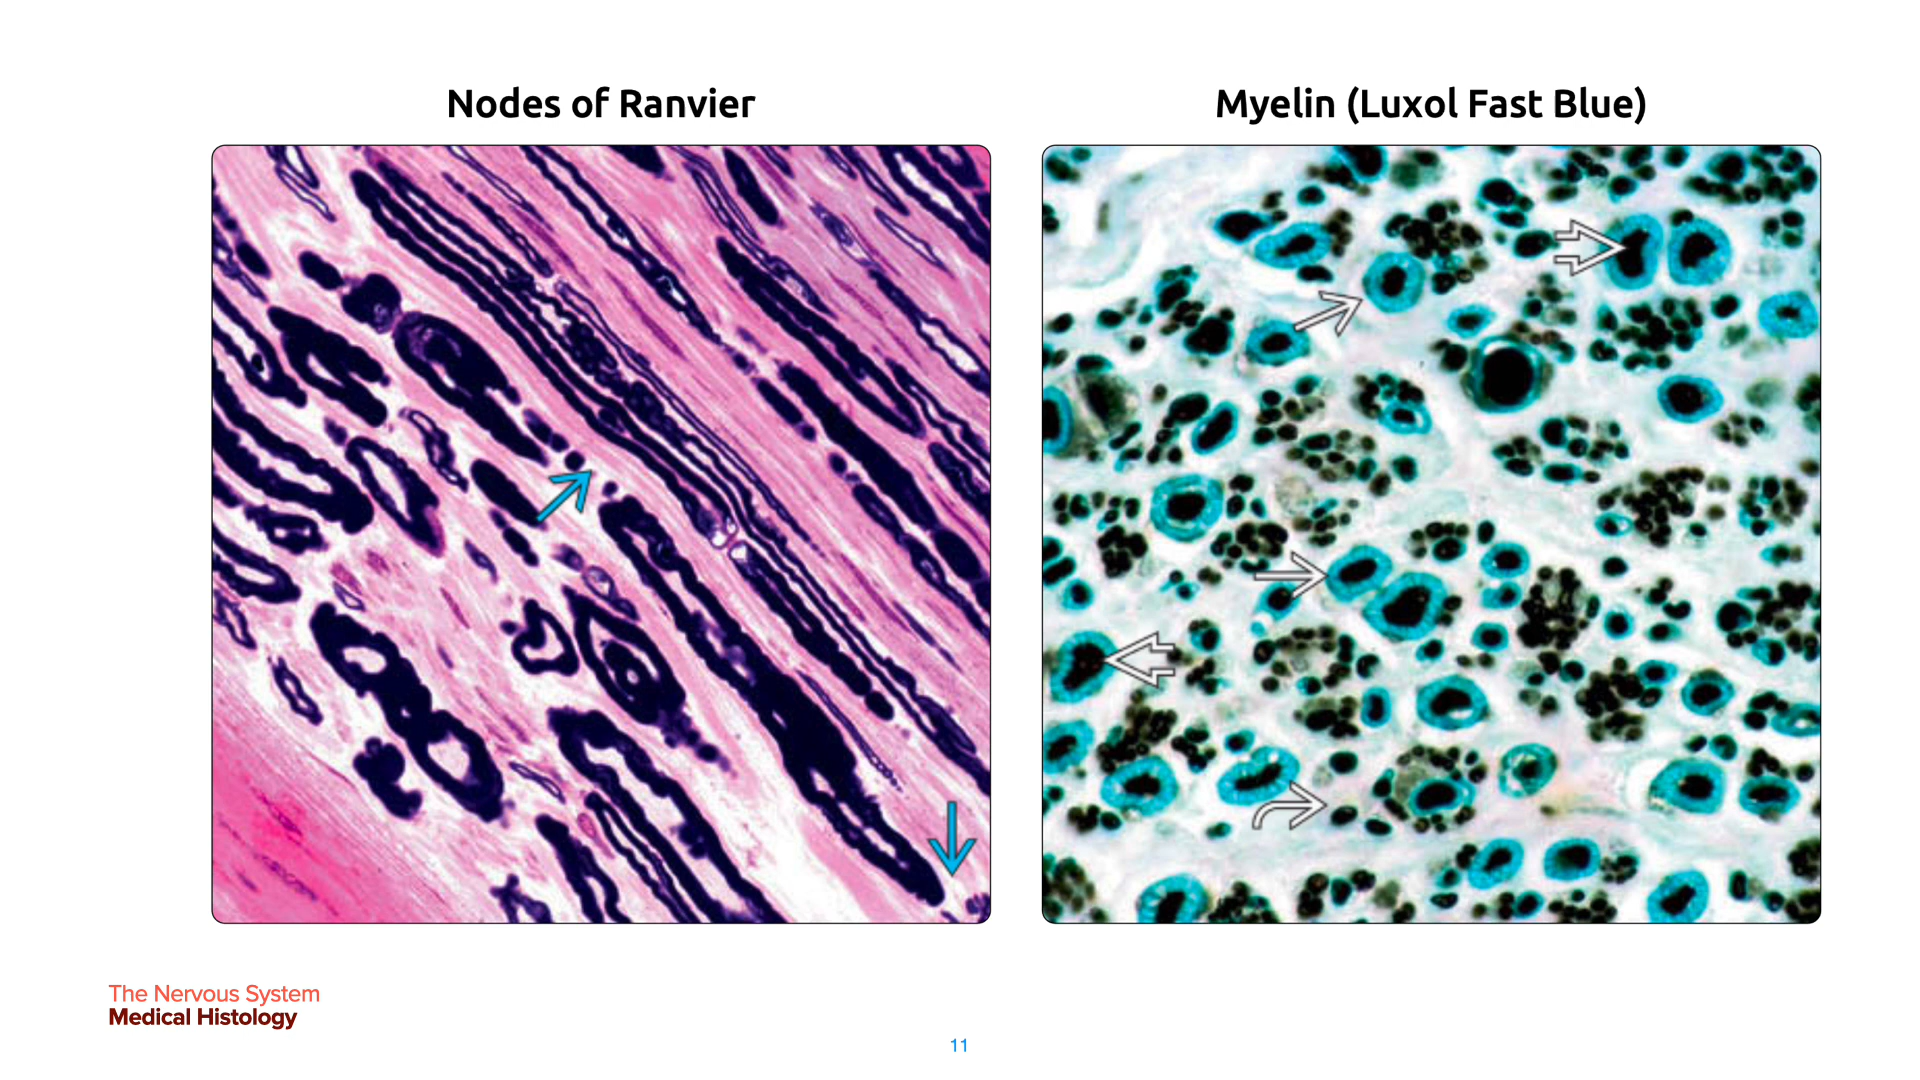 Nodes of Ranvier
Myelin (Luxol Fast Blue)
The Nervous System
Medical Histology
11